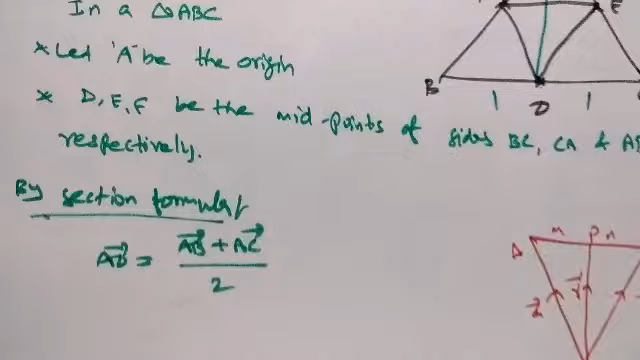 In a △ABC
* Let 'A' be the origin
* D, E, F be the mid-points of sides BC, CA & AB
respectively.
By section formula
AD⃗ = (AB⃗ + AC⃗) / 2
E
B
D
1 1
A m P n
r⃗